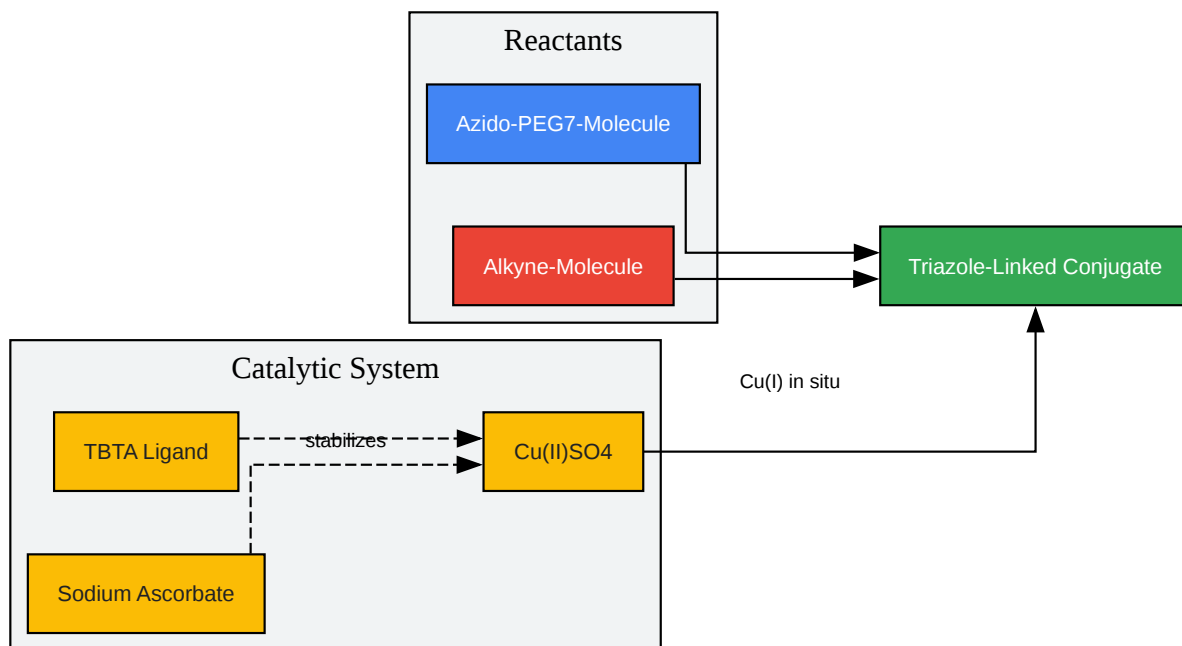 Reactants
Azido-PEG7-Molecule
Alkyne-Molecule
Triazole-Linked Conjugate
Catalytic System
Cu(I) in situ
TBTA Ligand
stabilizes
Cu(II)SO4
Sodium Ascorbate